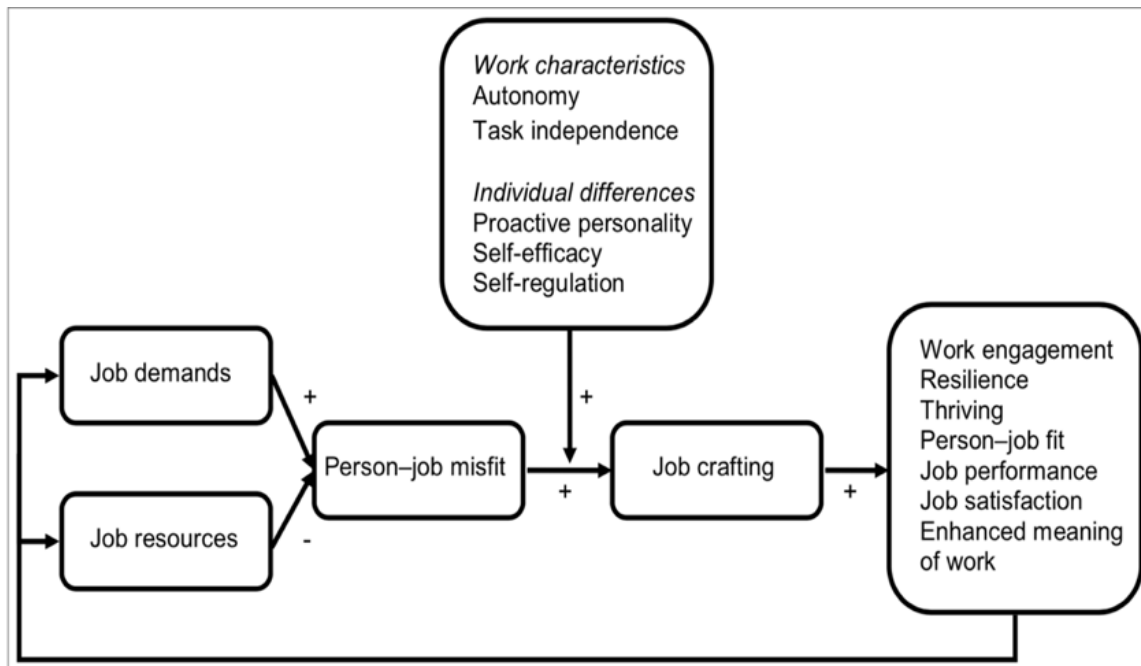 Work characteristics
Autonomy
Task independence
Individual differences
Proactive personality
Self-efficacy
Self-regulation
Job demands
+
+
Person–job misfit
+
Job crafting
+
Job resources
-
Work engagement
Resilience
Thriving
Person–job fit
Job performance
Job satisfaction
Enhanced meaning
of work